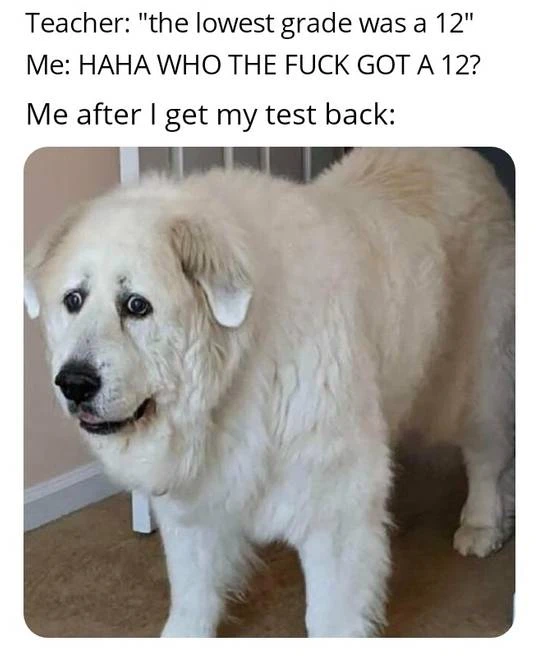 Teacher: "the lowest grade was a 12"
Me: HAHA WHO THE FUCK GOT A 12?
Me after I get my test back: